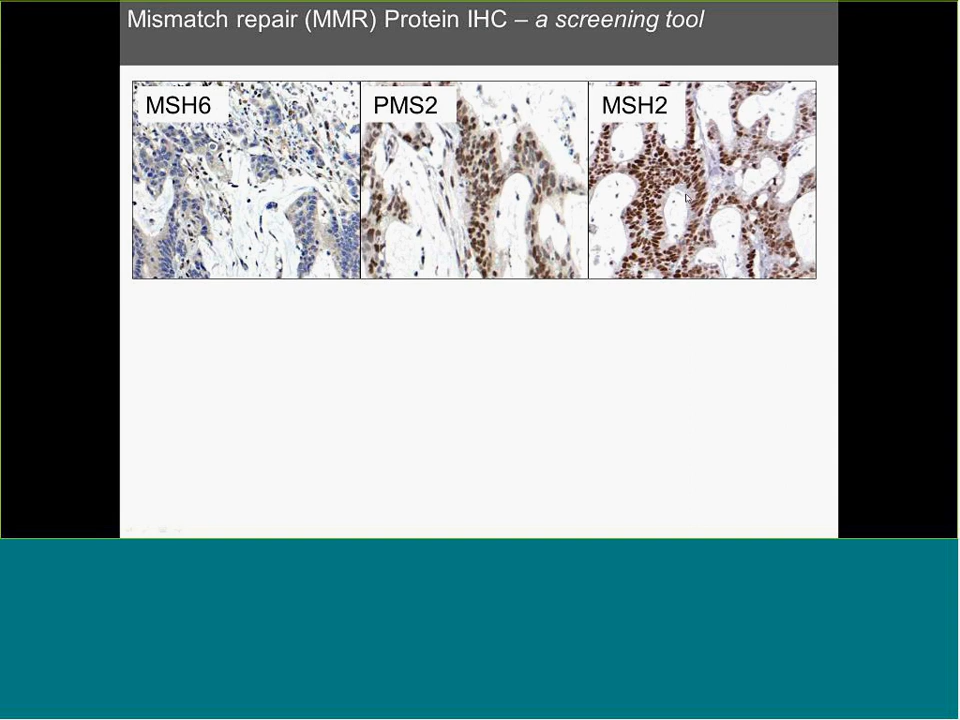 Mismatch repair (MMR) Protein IHC – a screening tool
MSH6
PMS2
MSH2